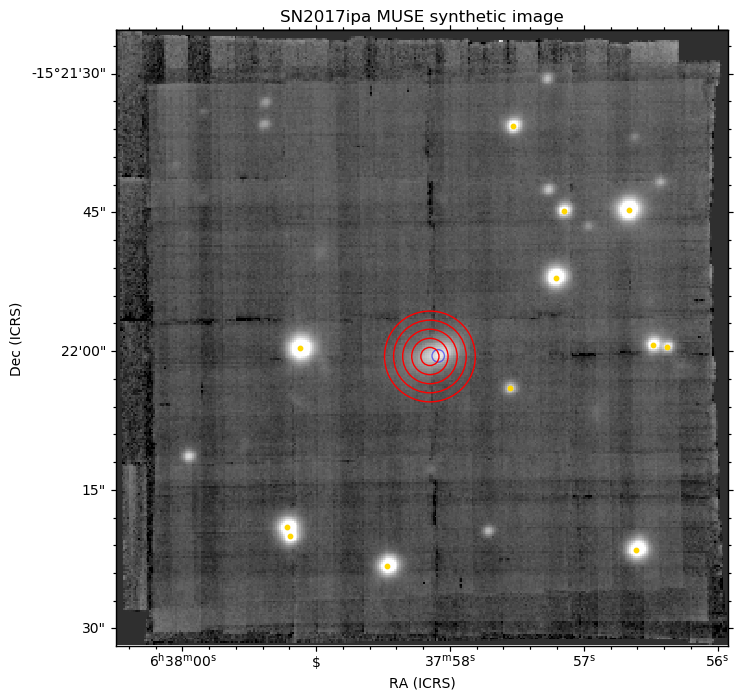 SN2017ipa MUSE synthetic image
-15°21'30"
45"
22'00"
15"
30"
Dec (ICRS)
6ʰ38ᵐ00ˢ
$
37ᵐ58ˢ
57ˢ
56ˢ
RA (ICRS)